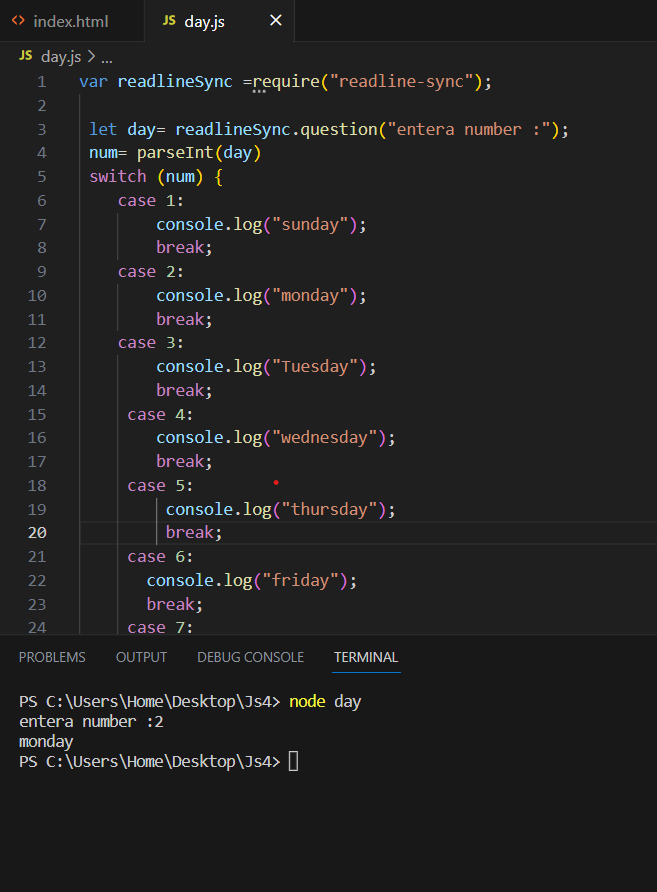 <> index.html JS day.js ×
JS day.js > ...
1 var readlineSync =require("readline-sync");
2
3 let day= readlineSync.question("entera number :");
4 num= parseInt(day)
5 switch (num) {
6 case 1:
7 console.log("sunday");
8 break;
9 case 2:
10 console.log("monday");
11 break;
12 case 3:
13 console.log("Tuesday");
14 break;
15 case 4:
16 console.log("wednesday");
17 break;
18 case 5:
19 console.log("thursday");
20 break;
21 case 6:
22 console.log("friday");
23 break;
24 case 7:
PROBLEMS OUTPUT DEBUG CONSOLE TERMINAL
PS C:\Users\Home\Desktop\Js4> node day
entera number :2
monday
PS C:\Users\Home\Desktop\Js4>